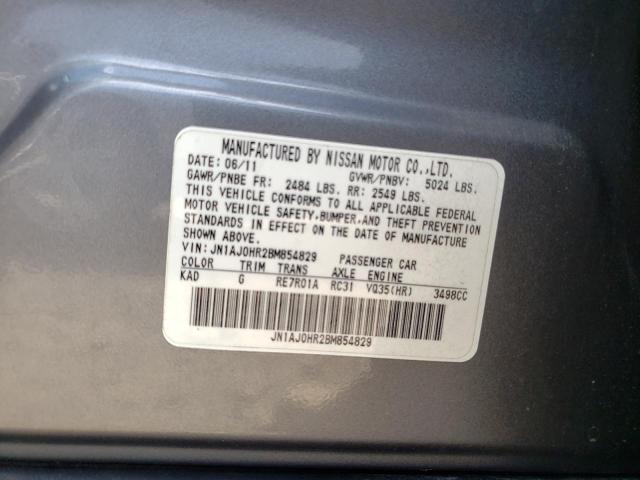 MANUFACTURED BY NISSAN MOTOR CO.,LTD.
DATE: 06/11 GVWR/PNBV: 5024 LBS.
GAWR/PNBE FR: 2484 LBS. RR: 2549 LBS.
THIS VEHICLE CONFORMS TO ALL APPLICABLE FEDERAL
MOTOR VEHICLE SAFETY,BUMPER,AND THEFT PREVENTION
STANDARDS IN EFFECT ON THE DATE OF MANUFACTURE
SHOWN ABOVE.
VIN: JN1AJ0HR2BM854829 PASSENGER CAR
COLOR TRIM TRANS AXLE ENGINE
KAD G RE7R01A RC31 VQ35(HR) 3498CC
JN1AJ0HR2BM854829